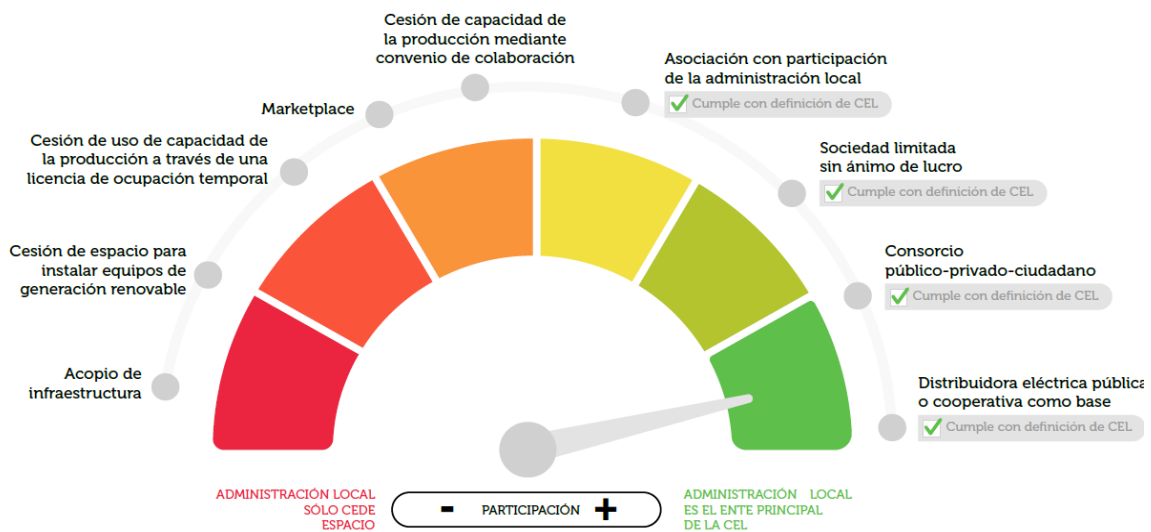 Cesión de capacidad de
la producción mediante
convenio de colaboración
Asociación con participación
de la administración local
Cumple con definición de CEL
Marketplace
Cesión de uso de capacidad de
la producción a través de una
licencia de ocupación temporal
Sociedad limitada
sin ánimo de lucro
Cumple con definición de CEL
Cesión de espacio para
instalar equipos de
generación renovable
Consorcio
público-privado-ciudadano
Cumple con definición de CEL
Acopio de
infraestructura
Distribuidora eléctrica pública
o cooperativa como base
Cumple con definición de CEL
ADMINISTRACIÓN LOCAL
SÓLO CEDE
ESPACIO
- PARTICIPACIÓN +
ADMINISTRACIÓN LOCAL
ES EL ENTE PRINCIPAL
DE LA CEL